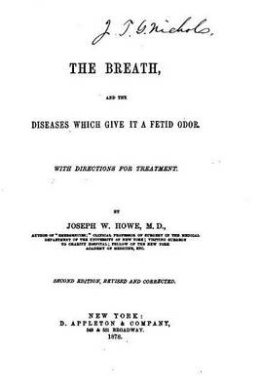 J. T. G. Nichols.
THE BREATH,
AND THE
DISEASES WHICH GIVE IT A FETID ODOR.
WITH DIRECTIONS FOR TREATMENT.
BY
JOSEPH W. HOWE, M.D.,
AUTHOR OF "EMERGENCIES;" CLINICAL PROFESSOR OF SURGERY IN THE MEDICAL
DEPARTMENT OF THE UNIVERSITY OF NEW YORK; VISITING SURGEON
TO CHARITY HOSPITAL; FELLOW OF THE NEW YORK
ACADEMY OF MEDICINE, ETC.
SECOND EDITION, REVISED AND CORRECTED.
NEW YORK:
D. APPLETON & COMPANY,
549 & 551 BROADWAY.
1878.